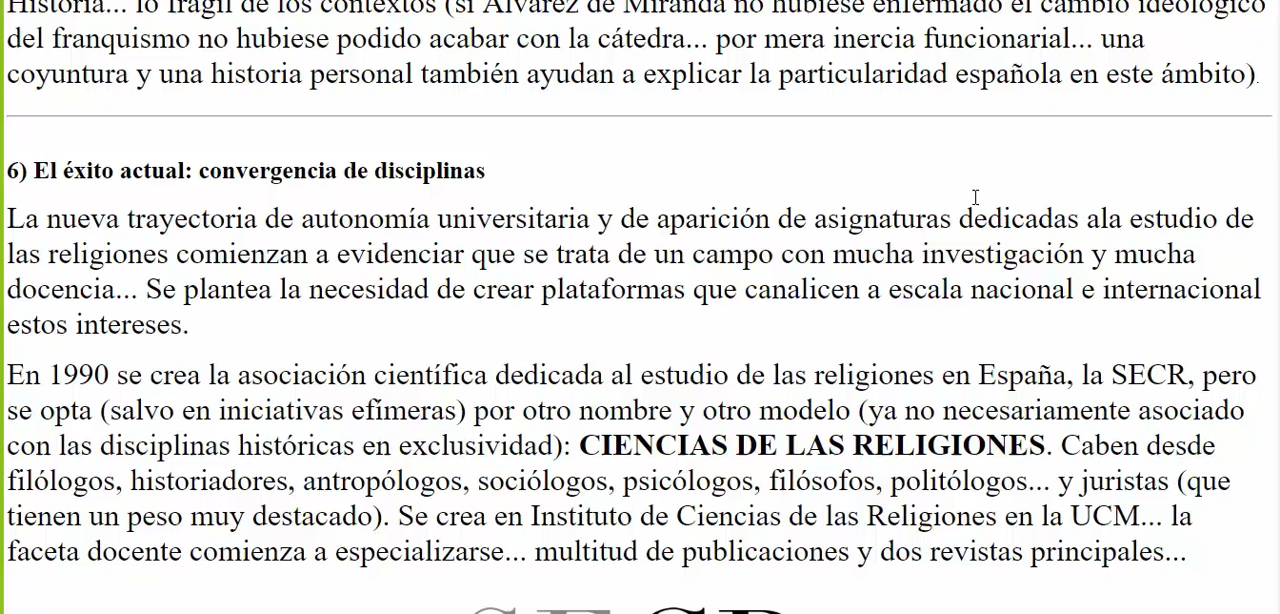 Historia... lo frágil de los contextos (si Álvarez de Miranda no hubiese enfermado el cambio ideológico
del franquismo no hubiese podido acabar con la cátedra... por mera inercia funcionarial... una
coyuntura y una historia personal también ayudan a explicar la particularidad española en este ámbito).
6) El éxito actual: convergencia de disciplinas
La nueva trayectoria de autonomía universitaria y de aparición de asignaturas dedicadas ala estudio de
las religiones comienzan a evidenciar que se trata de un campo con mucha investigación y mucha
docencia... Se plantea la necesidad de crear plataformas que canalicen a escala nacional e internacional
estos intereses.
En 1990 se crea la asociación científica dedicada al estudio de las religiones en España, la SECR, pero
se opta (salvo en iniciativas efímeras) por otro nombre y otro modelo (ya no necesariamente asociado
con las disciplinas históricas en exclusividad): CIENCIAS DE LAS RELIGIONES. Caben desde
filólogos, historiadores, antropólogos, sociólogos, psicólogos, filósofos, politólogos... y juristas (que
tienen un peso muy destacado). Se crea en Instituto de Ciencias de las Religiones en la UCM... la
faceta docente comienza a especializarse... multitud de publicaciones y dos revistas principales...